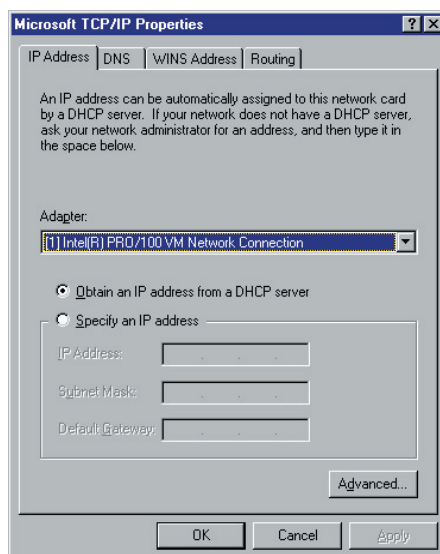 Microsoft TCP/IP Properties
IP Address DNS WINS Address Routing
An IP address can be automatically assigned to this network card
by a DHCP server. If your network does not have a DHCP server,
ask your network administrator for an address, and then type it in
the space below.
Adapter:
[1] Intel(R) PRO/100 VM Network Connection
Obtain an IP address from a DHCP server
Specify an IP address
IP Address:
Subnet Mask:
Default Gateway:
Advanced...
OK Cancel Apply